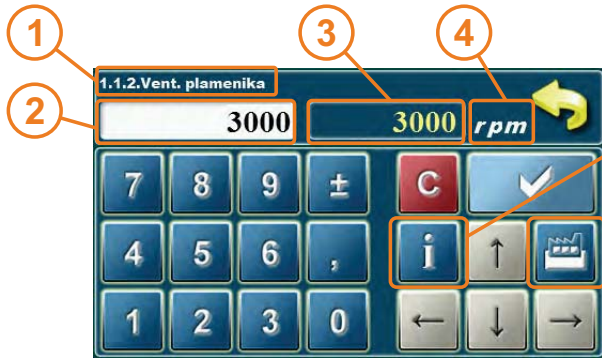 1 3 4
1.1.2.Vent. plamenika
2
3000 3000 rpm
7 8 9 ± C
4 5 6 , i ↑
1 2 3 0 ← ↓ →